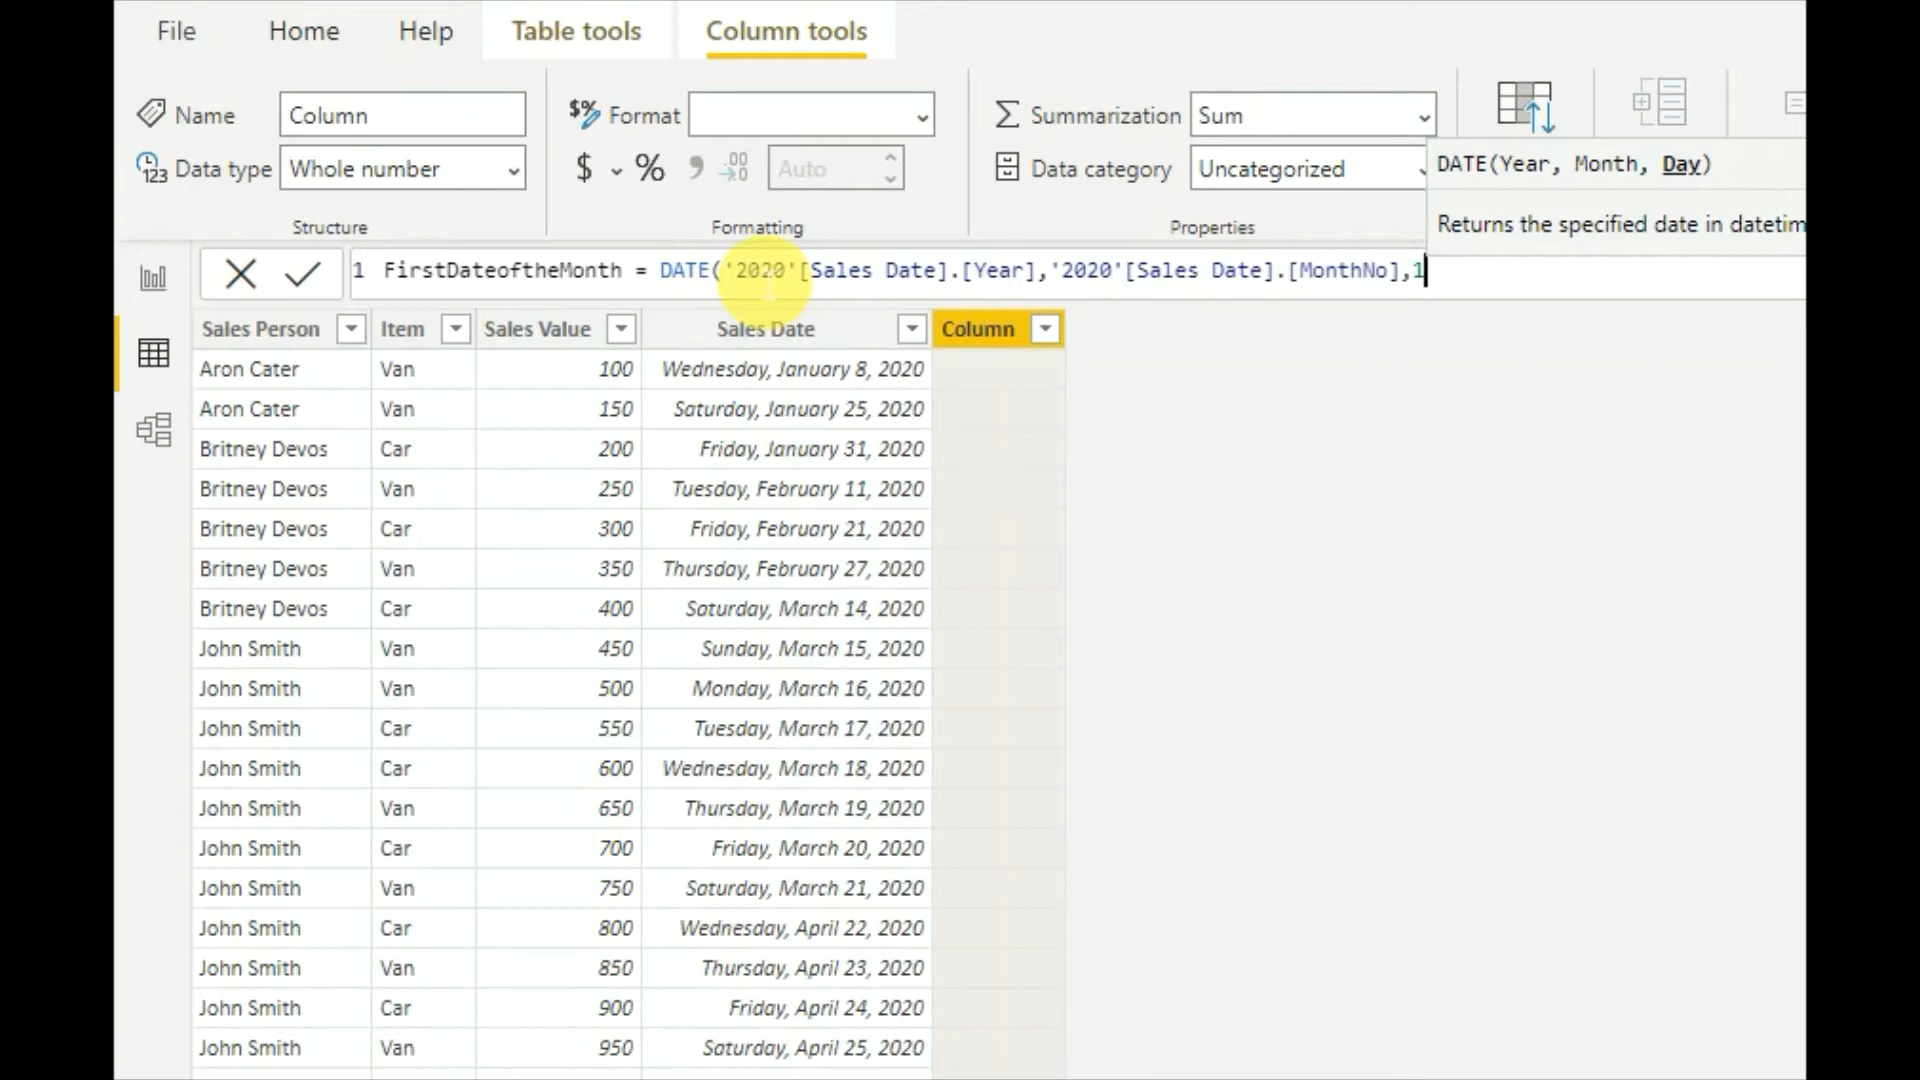 File Home Help Table tools Column tools
Name Column $% Format Summarization Sum
123 Data type Whole number $ % , .00 .0 Auto Data category Uncategorized
DATE(Year, Month, Day)
Structure Formatting Properties
Returns the specified date in datetim
1 FirstDateoftheMonth = DATE('2020'[Sales Date].[Year],'2020'[Sales Date].[MonthNo],1
Sales Person Item Sales Value Sales Date Column
Aron Cater Van 100 Wednesday, January 8, 2020
Aron Cater Van 150 Saturday, January 25, 2020
Britney Devos Car 200 Friday, January 31, 2020
Britney Devos Van 250 Tuesday, February 11, 2020
Britney Devos Car 300 Friday, February 21, 2020
Britney Devos Van 350 Thursday, February 27, 2020
Britney Devos Car 400 Saturday, March 14, 2020
John Smith Van 450 Sunday, March 15, 2020
John Smith Van 500 Monday, March 16, 2020
John Smith Car 550 Tuesday, March 17, 2020
John Smith Car 600 Wednesday, March 18, 2020
John Smith Van 650 Thursday, March 19, 2020
John Smith Car 700 Friday, March 20, 2020
John Smith Van 750 Saturday, March 21, 2020
John Smith Car 800 Wednesday, April 22, 2020
John Smith Van 850 Thursday, April 23, 2020
John Smith Car 900 Friday, April 24, 2020
John Smith Van 950 Saturday, April 25, 2020